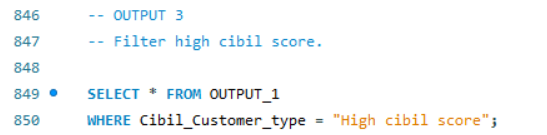 846 -- OUTPUT 3
847 -- Filter high cibil score.
848
849 SELECT * FROM OUTPUT_1
850 WHERE Cibil_Customer_type = "High cibil score";